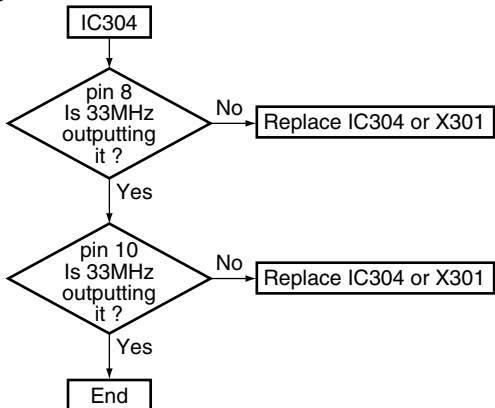 IC304
pin 8
Is 33MHz
outputting
it ?
No
Replace IC304 or X301
Yes
pin 10
Is 33MHz
outputting
it ?
No
Replace IC304 or X301
Yes
End